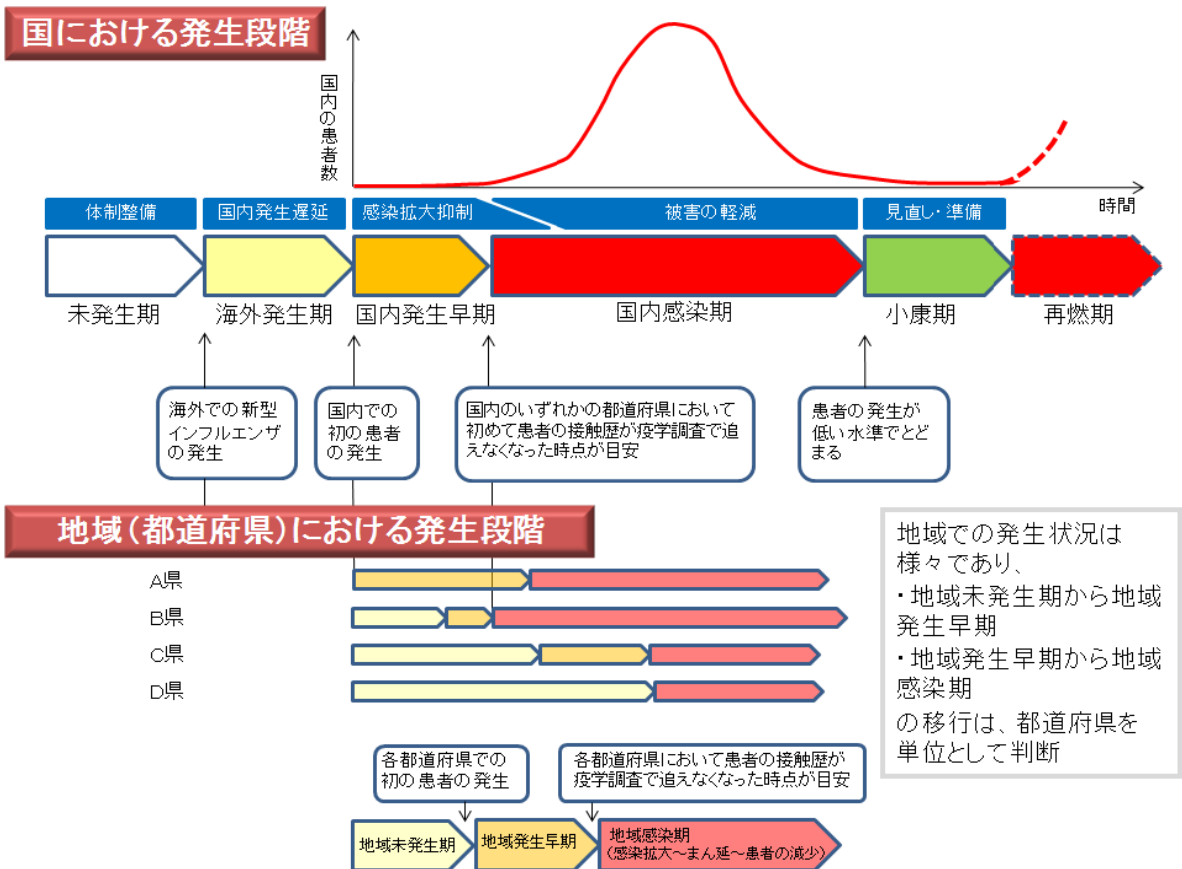 国における発生段階
国内の患者数
時間
体制整備
国内発生遅延
感染拡大抑制
被害の軽減
見直し・準備
未発生期
海外発生期
国内発生早期
国内感染期
小康期
再燃期
海外での新型
インフルエンザ
の発生
国内での
初の患者
の発生
国内のいずれかの都道府県において
初めて患者の接触歴が疫学調査で追
えなくなった時点が目安
患者の発生が
低い水準でとど
まる
地域(都道府県)における発生段階
A県
B県
C県
D県
地域での発生状況は
様々であり、
・地域未発生期から地域
発生早期
・地域発生早期から地域
感染期
の移行は、都道府県を
単位として判断
各都道府県での
初の患者の発生
各都道府県において患者の接触歴が
疫学調査で追えなくなった時点が目安
地域未発生期
地域発生早期
地域感染期
(感染拡大~まん延~患者の減少)